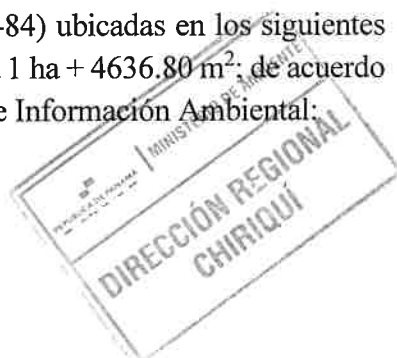 -84) ubicadas en los siguientes
1 ha + 4636.80 m²; de acuerdo
e Información Ambiental:
REPÚBLICA DE PANAMÁ
MINISTERIO DE AMBIENTE
DIRECCIÓN REGIONAL
CHIRIQUÍ